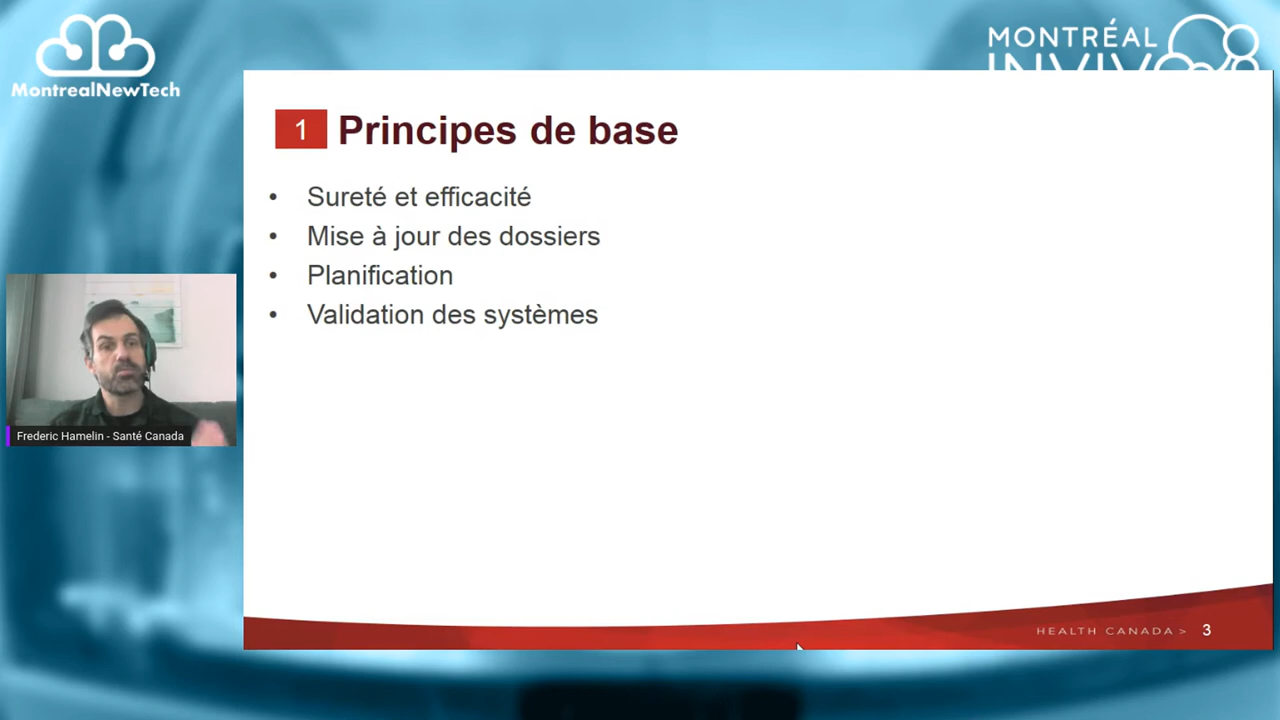 MontrealNewTech
MONTRÉAL
INVIVO
1 Principes de base
• Sureté et efficacité
• Mise à jour des dossiers
• Planification
• Validation des systèmes
Frederic Hamelin - Santé Canada
HEALTH CANADA > 3